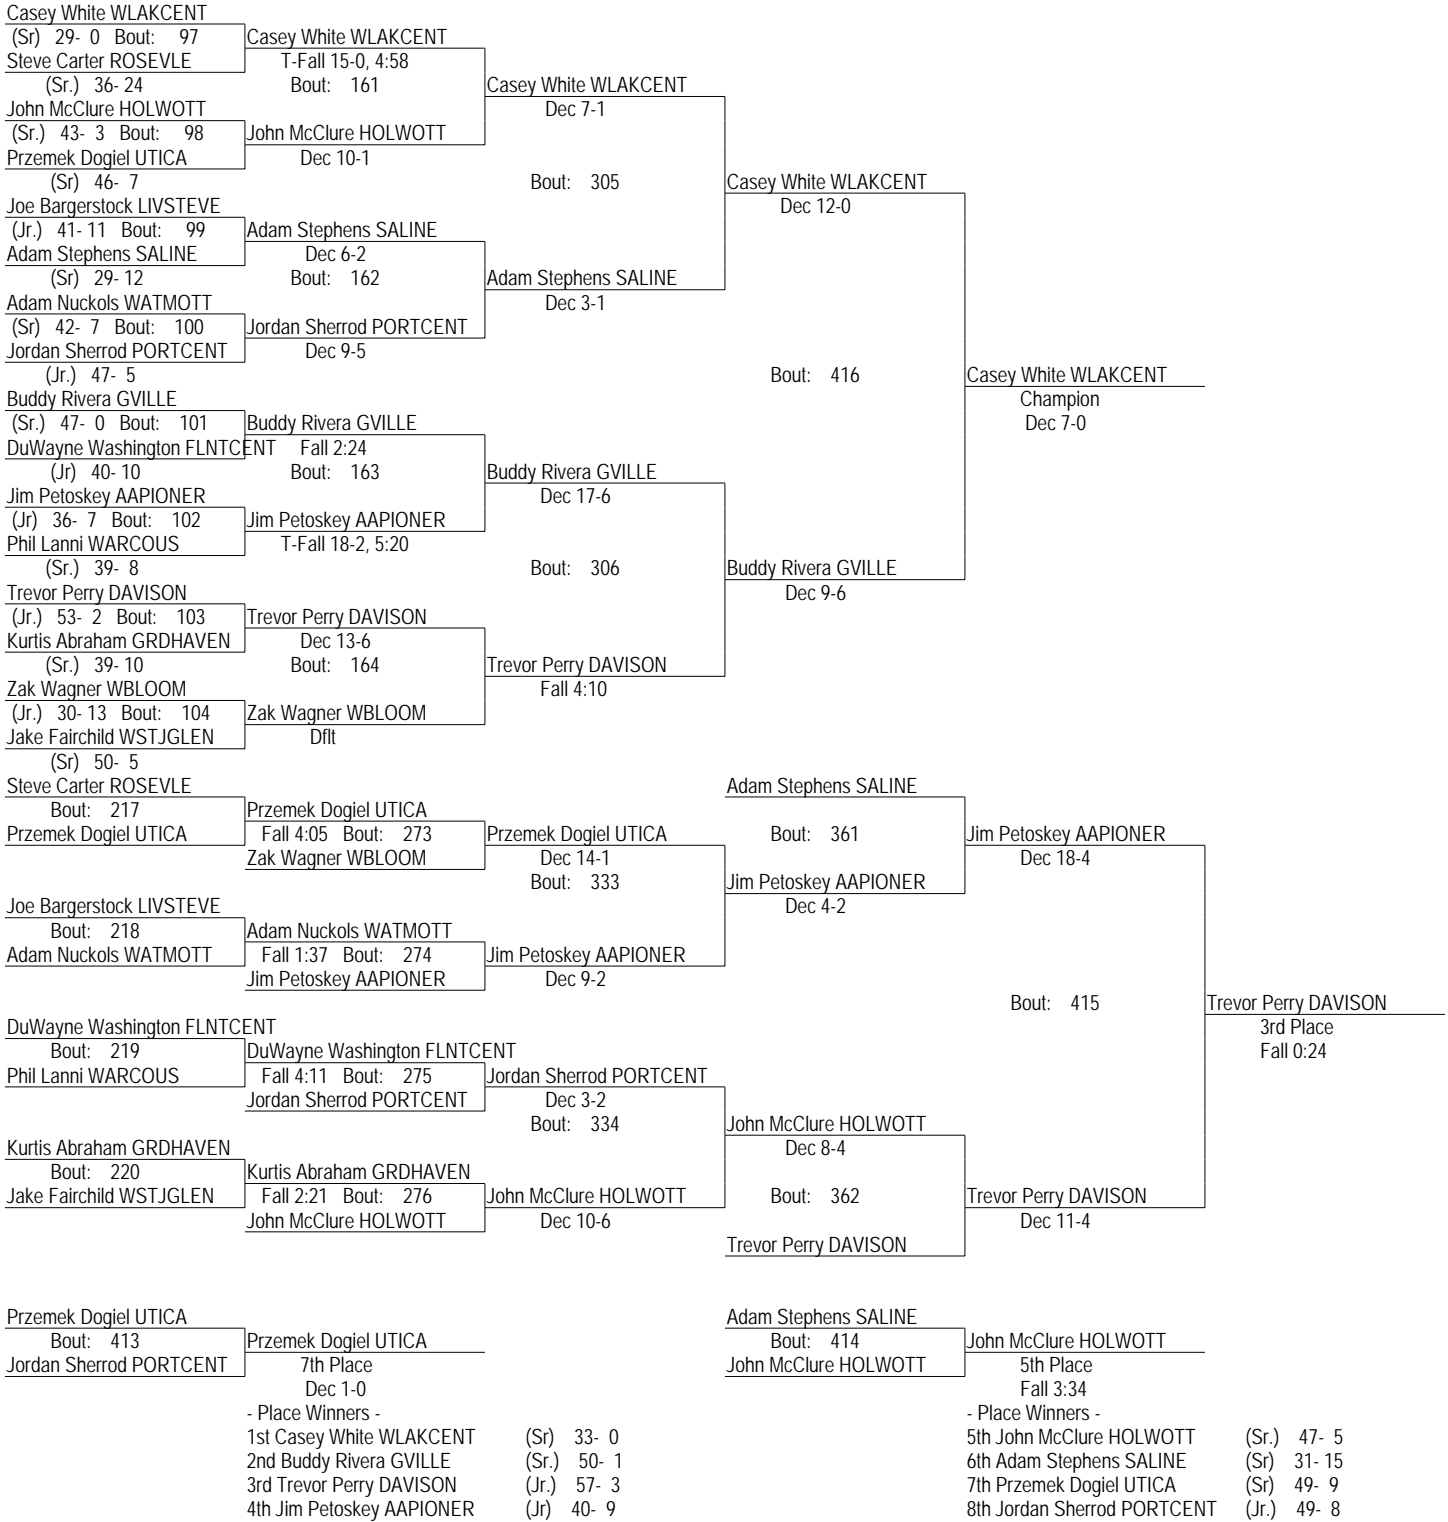 Casey White WLAKCENT
(Sr) 29- 0 Bout: 97 Casey White WLAKCENT
Steve Carter ROSEVLE T-Fall 15-0, 4:58
(Sr.) 36- 24 Bout: 161 Casey White WLAKCENT
John McClure HOLWOTT Dec 7-1
(Sr.) 43- 3 Bout: 98 John McClure HOLWOTT
Przemek Dogiel UTICA Dec 10-1
(Sr) 46- 7 Bout: 305 Casey White WLAKCENT
Joe Bargerstock LIVSTEVE Dec 12-0
(Jr.) 41- 11 Bout: 99 Adam Stephens SALINE
Adam Stephens SALINE Dec 6-2
(Sr) 29- 12 Bout: 162 Adam Stephens SALINE
Adam Nuckols WATMOTT Dec 3-1
(Sr) 42- 7 Bout: 100 Jordan Sherrod PORTCENT
Jordan Sherrod PORTCENT Dec 9-5
(Jr.) 47- 5 Bout: 416 Casey White WLAKCENT
Buddy Rivera GVILLE Champion
(Sr.) 47- 0 Bout: 101 Buddy Rivera GVILLE Dec 7-0
DuWayne Washington FLNTCENT Fall 2:24
(Jr) 40- 10 Bout: 163 Buddy Rivera GVILLE
Jim Petoskey AAPIONER Dec 17-6
(Jr) 36- 7 Bout: 102 Jim Petoskey AAPIONER
Phil Lanni WARCOUS T-Fall 18-2, 5:20
(Sr.) 39- 8 Bout: 306 Buddy Rivera GVILLE
Trevor Perry DAVISON Dec 9-6
(Jr.) 53- 2 Bout: 103 Trevor Perry DAVISON
Kurtis Abraham GRDHAVEN Dec 13-6
(Sr.) 39- 10 Bout: 164 Trevor Perry DAVISON
Zak Wagner WBLOOM Fall 4:10
(Jr.) 30- 13 Bout: 104 Zak Wagner WBLOOM
Jake Fairchild WSTJGLEN Dflt
(Sr) 50- 5
Steve Carter ROSEVLE Adam Stephens SALINE
Bout: 217 Przemek Dogiel UTICA
Przemek Dogiel UTICA Fall 4:05 Bout: 273 Przemek Dogiel UTICA Bout: 361 Jim Petoskey AAPIONER
Zak Wagner WBLOOM Dec 14-1 Dec 18-4
Bout: 333 Jim Petoskey AAPIONER
Joe Bargerstock LIVSTEVE Dec 4-2
Bout: 218 Adam Nuckols WATMOTT
Adam Nuckols WATMOTT Fall 1:37 Bout: 274 Jim Petoskey AAPIONER
Jim Petoskey AAPIONER Dec 9-2
Bout: 415 Trevor Perry DAVISON
DuWayne Washington FLNTCENT 3rd Place
Bout: 219 DuWayne Washington FLNTCENT Fall 0:24
Phil Lanni WARCOUS Fall 4:11 Bout: 275 Jordan Sherrod PORTCENT
Jordan Sherrod PORTCENT Dec 3-2
Bout: 334 John McClure HOLWOTT
Kurtis Abraham GRDHAVEN Dec 8-4
Bout: 220 Kurtis Abraham GRDHAVEN
Jake Fairchild WSTJGLEN Fall 2:21 Bout: 276 John McClure HOLWOTT Bout: 362 Trevor Perry DAVISON
John McClure HOLWOTT Dec 10-6 Dec 11-4
Trevor Perry DAVISON
Przemek Dogiel UTICA Adam Stephens SALINE
Bout: 413 Przemek Dogiel UTICA Bout: 414 John McClure HOLWOTT
Jordan Sherrod PORTCENT 7th Place John McClure HOLWOTT 5th Place
Dec 1-0 Fall 3:34
- Place Winners - - Place Winners -
1st Casey White WLAKCENT (Sr) 33- 0 5th John McClure HOLWOTT (Sr.) 47- 5
2nd Buddy Rivera GVILLE (Sr.) 50- 1 6th Adam Stephens SALINE (Sr) 31- 15
3rd Trevor Perry DAVISON (Jr.) 57- 3 7th Przemek Dogiel UTICA (Sr) 49- 9
4th Jim Petoskey AAPIONER (Jr) 40- 9 8th Jordan Sherrod PORTCENT (Jr.) 49- 8